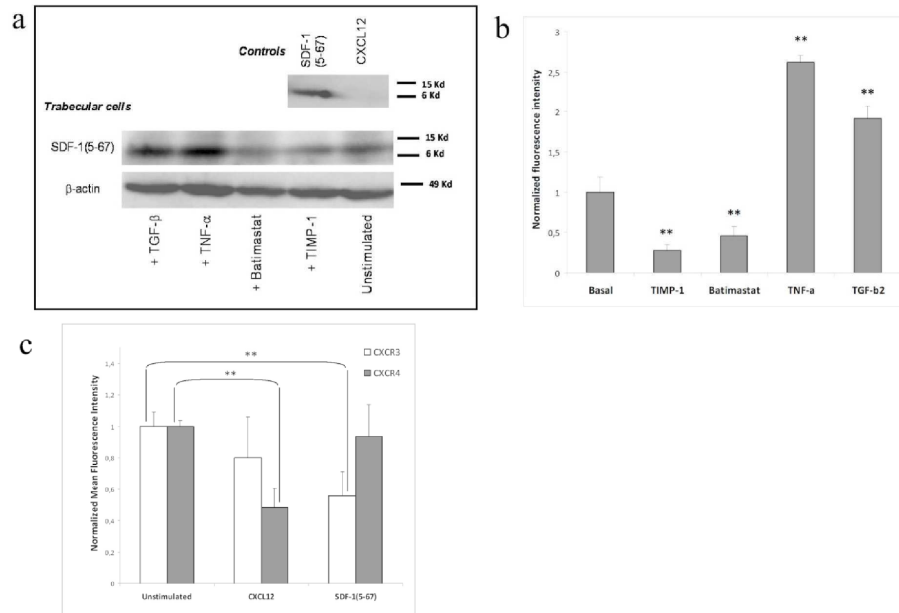 a
Controls
SDF-1
(5-67)
CXCL12
15 Kd
6 Kd
Trabecular cells
SDF-1(5-67)
15 Kd
6 Kd
β-actin
49 Kd
+ TGF-β
+ TNF-α
+ Batimastat
+ TIMP-1
Unstimulated
b
Normalized fluorescence intensity
3
2,5
2
1,5
1
0,5
0
**
**
**
**
Basal
TIMP-1
Batimastat
TNF-a
TGF-b2
c
Normalized Mean Fluorescence Intensity
1,4
1,2
1
0,8
0,6
0,4
0,2
0
**
**
CXCR3
CXCR4
Unstimulated
CXCL12
SDF-1(5-67)